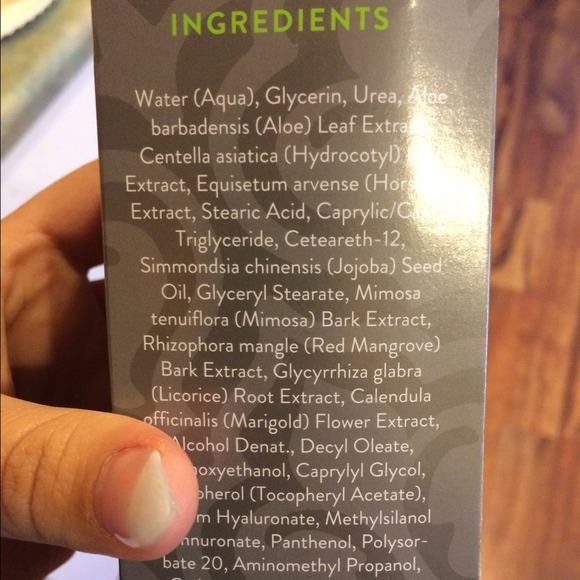 INGREDIENTS
Water (Aqua), Glycerin, Urea, Aloe
barbadensis (Aloe) Leaf Extract,
Centella asiatica (Hydrocotyl)
Extract, Equisetum arvense
Extract, Stearic Acid,
Triglyceride, Ceteareth-12,
Simmondsia chinensis (Jojoba) Seed
Oil, Glyceryl Stearate, Mimosa
tenuiflora (Mimosa) Bark Extract,
Rhizophora mangle (Red Mangrove)
Bark Extract, Glycyrrhiza glabra
(Licorice) Root Extract, Calendula
officinalis (Marigold) Flower Extract,
Alcohol Denat., Decyl Oleate,
Caprylyl Glycol,
(Tocopheryl Acetate),
Hyaluronate, Methylsilanol
Panthenol, Polysor-
bate 20, Aminomethyl Propanol,